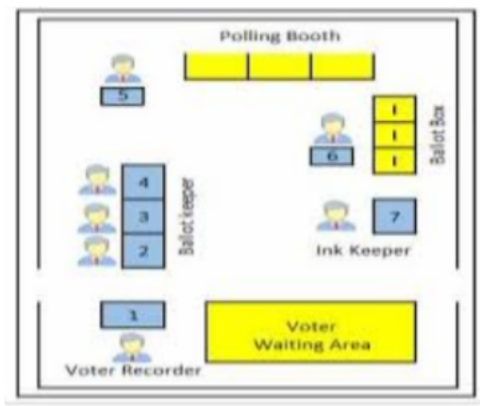 Polling Booth
5
I
I
I
Ballot Box
6
4
3
2
Ballot keeper
7
Ink Keeper
1
Voter
Waiting Area
Voter Recorder